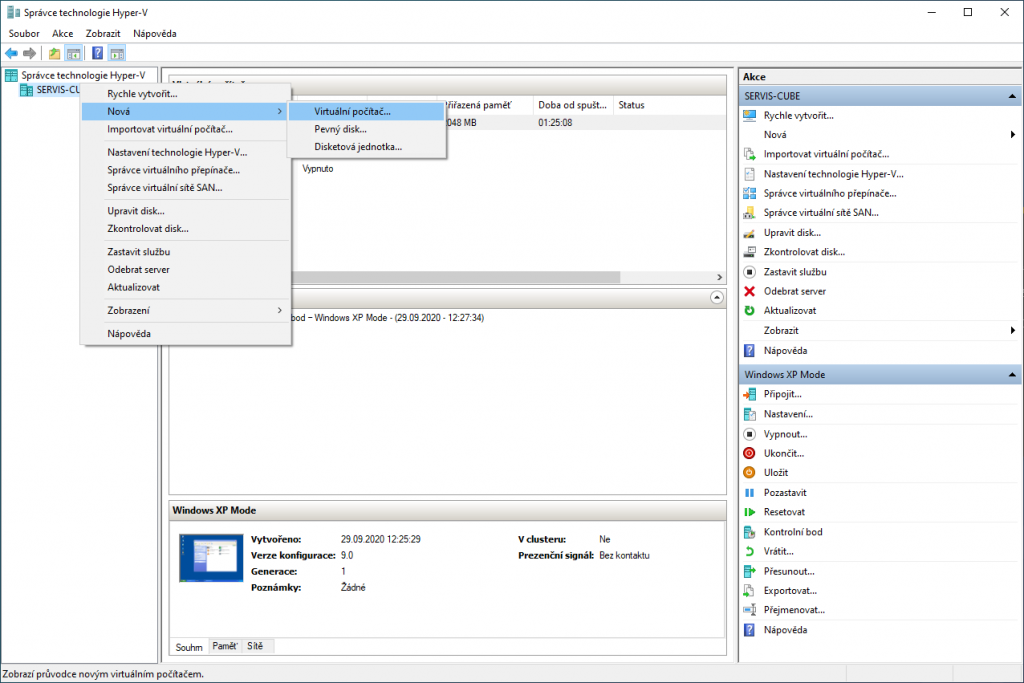 Správce technologie Hyper-V
Soubor Akce Zobrazit Nápověda
Správce technologie Hyper-V
SERVIS-CU
Rychle vytvořit...
Nová
Importovat virtuální počítač...
Nastavení technologie Hyper-V...
Správce virtuálního přepínače...
Správce virtuální sítě SAN...
Upravit disk...
Zkontrolovat disk...
Zastavit službu
Odebrat server
Aktualizovat
Zobrazení
Nápověda
Virtuální počítač...
Pevný disk...
Disketová jednotka...
Doba od spušt... Status
048 MB 01:25:08
Vypnuto
bod – Windows XP Mode - (29.09.2020 - 12:27:34)
Windows XP Mode
Vytvořeno: 29.09.2020 12:25:29 V clusteru: Ne
Verze konfigurace: 9.0 Prezenční signál: Bez kontaktu
Generace: 1
Poznámky: Žádné
Souhrn Paměť Sítě
Akce
SERVIS-CUBE
Rychle vytvořit...
Nová
Importovat virtuální počítač...
Nastavení technologie Hyper-V...
Správce virtuálního přepínače...
Správce virtuální sítě SAN...
Upravit disk...
Zkontrolovat disk...
Zastavit službu
Odebrat server
Aktualizovat
Zobrazit
Nápověda
Windows XP Mode
Připojit...
Nastavení...
Vypnout...
Ukončit...
Uložit
Pozastavit
Resetovat
Kontrolní bod
Vrátit...
Přesunout...
Exportovat...
Přejmenovat...
Nápověda
Zobrazí průvodce novým virtuálním počítačem.